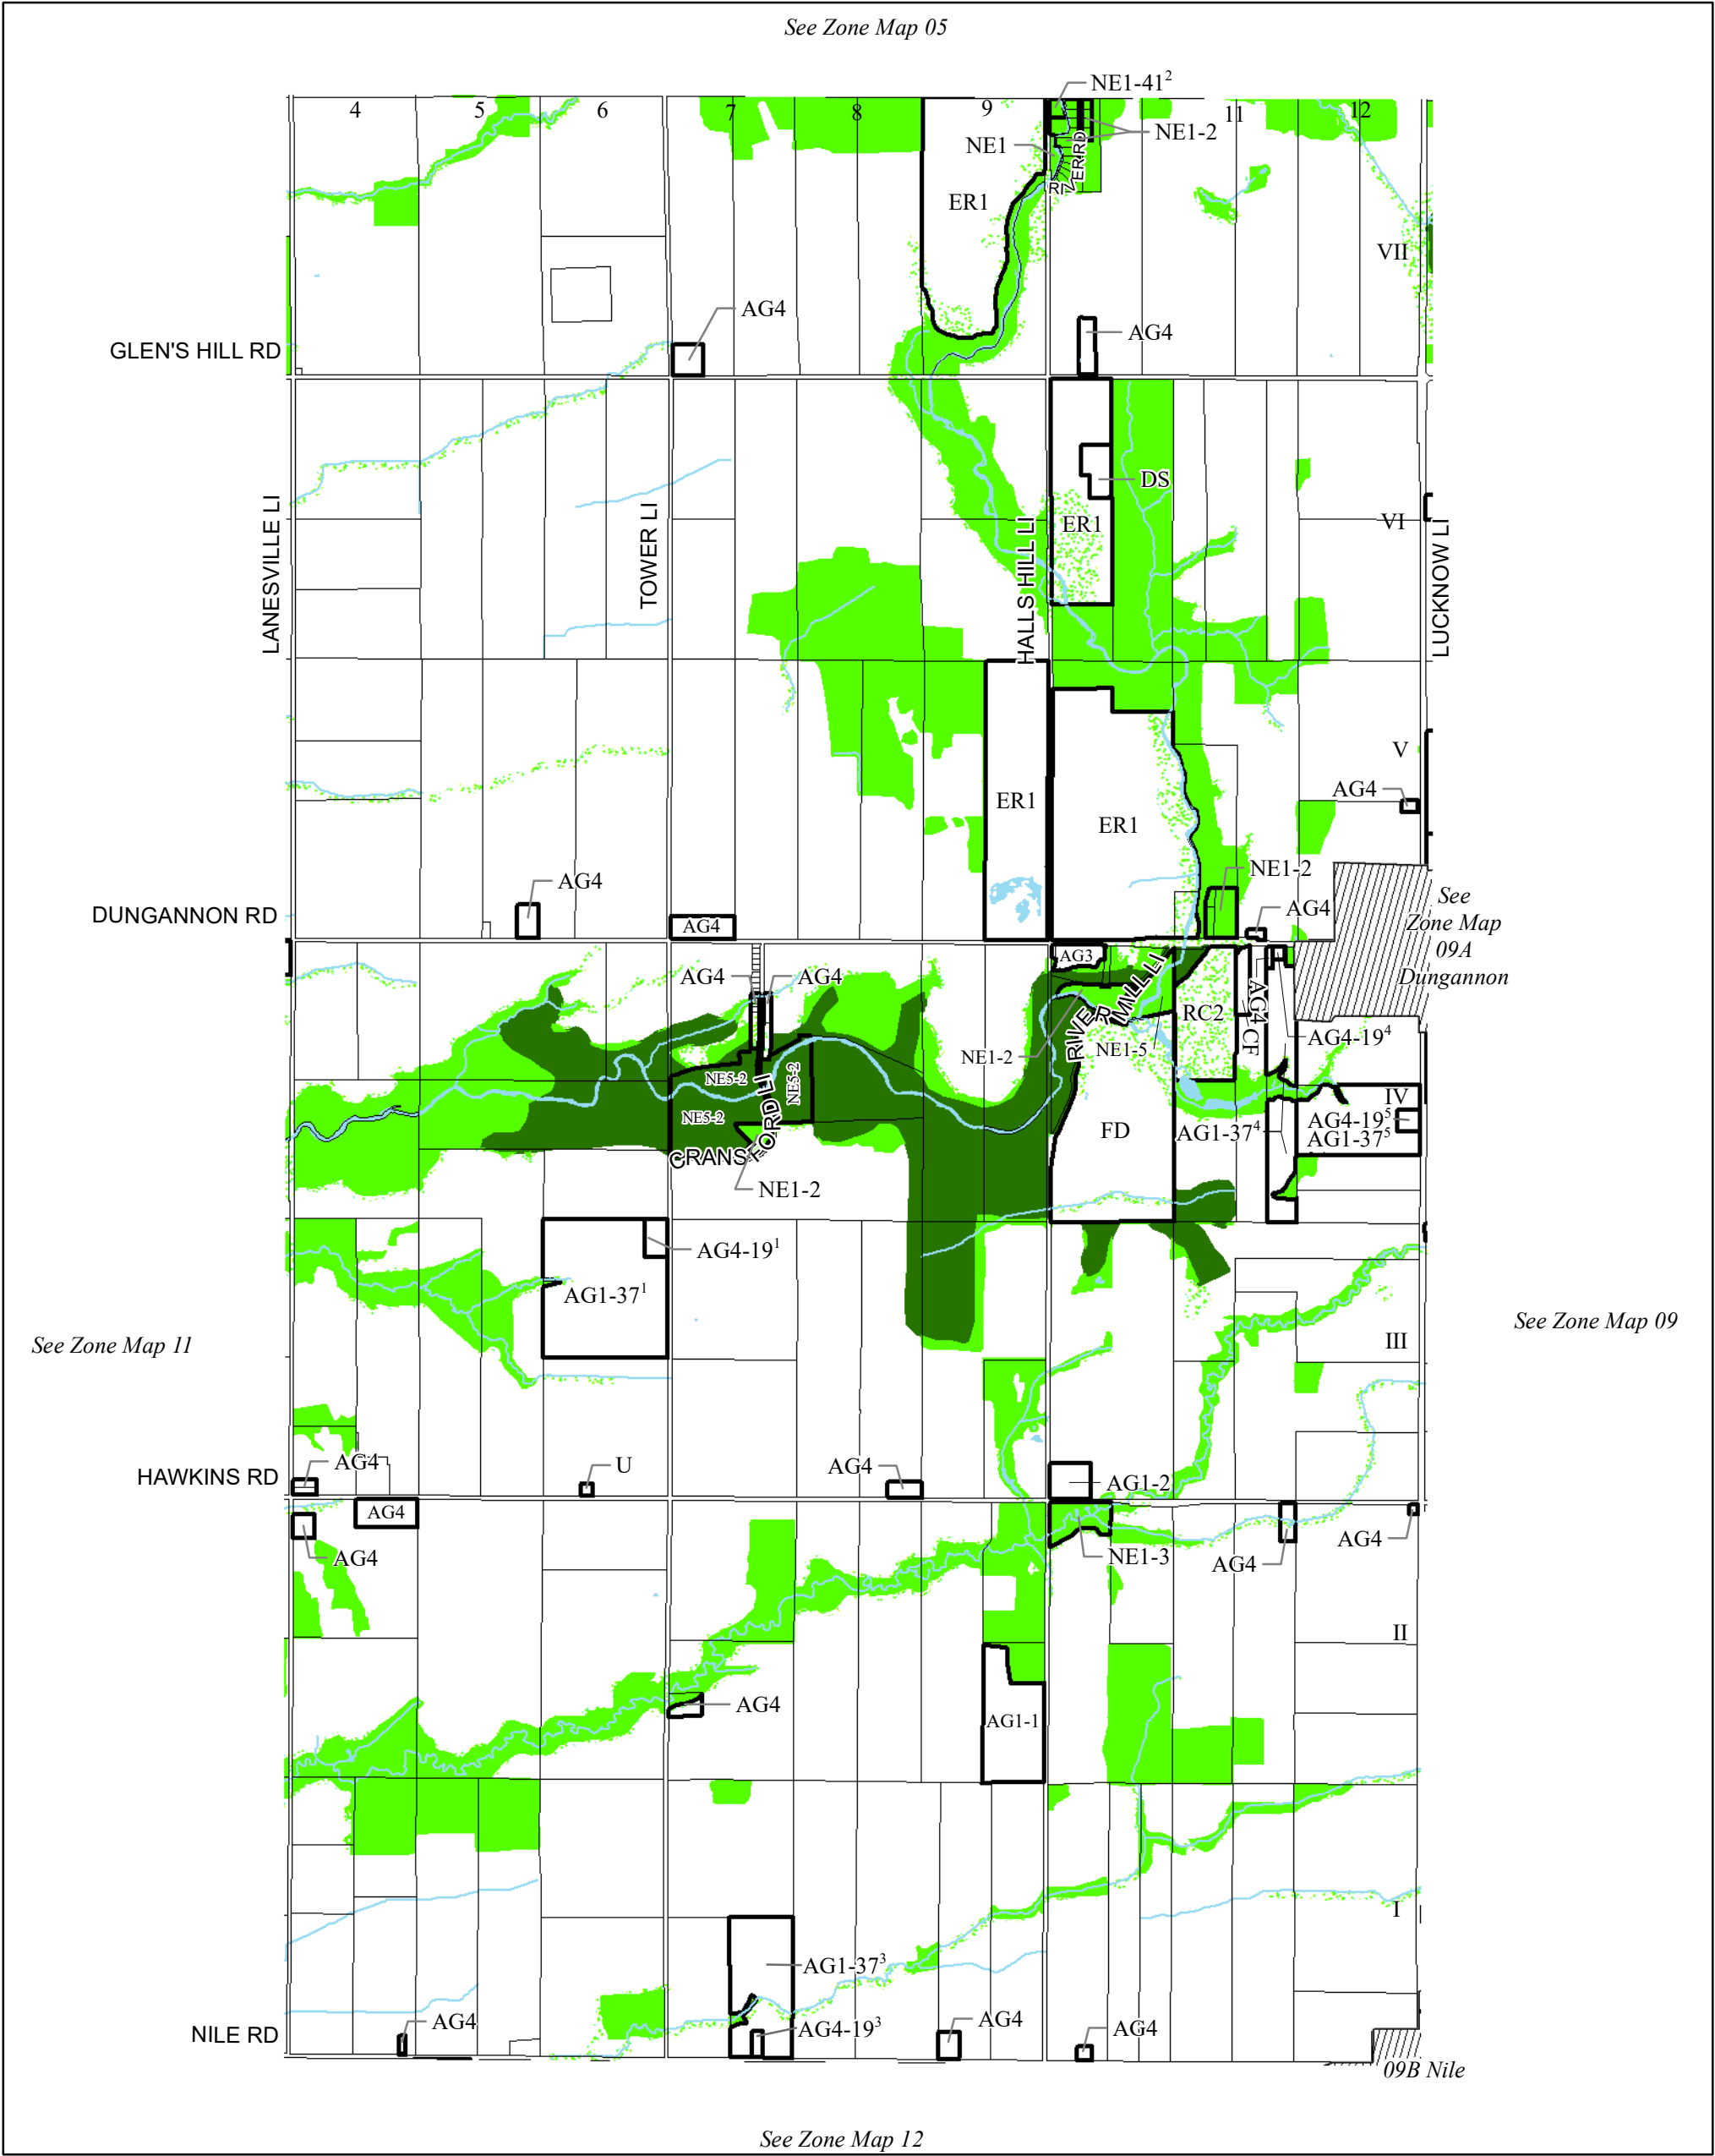 See Zone Map 05
NE1-41²
4
5
6
7
8
9
11
12
NE1-2
NE1
RIVER RD
ER1
VII
AG4
AG4
GLEN'S HILL RD
DS
LANESVILLE LI
TOWER LI
HALLS HILL LI
ER1
VI
LUCKNOW LI
V
AG4
ER1
ER1
NE1-2
AG4
AG4
DUNGANNON RD
AG4
See
Zone Map
09A
Dungannon
AG4
AG4
AG3
RIVER MILL LI
RC2
AG4
CF
AG4-19⁴
NE1-2
NE1-5
NE5-2
NE5-2
NE5-2
CRANSFORD LI
FD
AG1-37⁴
IV
AG4-19⁵
AG1-37⁵
NE1-2
AG4-19¹
AG1-37¹
See Zone Map 11
See Zone Map 09
III
HAWKINS RD
AG4
U
AG4
AG1-2
AG4
AG4
NE1-3
AG4
AG4
II
AG4
AG1-1
I
AG1-37³
NILE RD
AG4
AG4-19³
AG4
AG4
09B Nile
See Zone Map 12